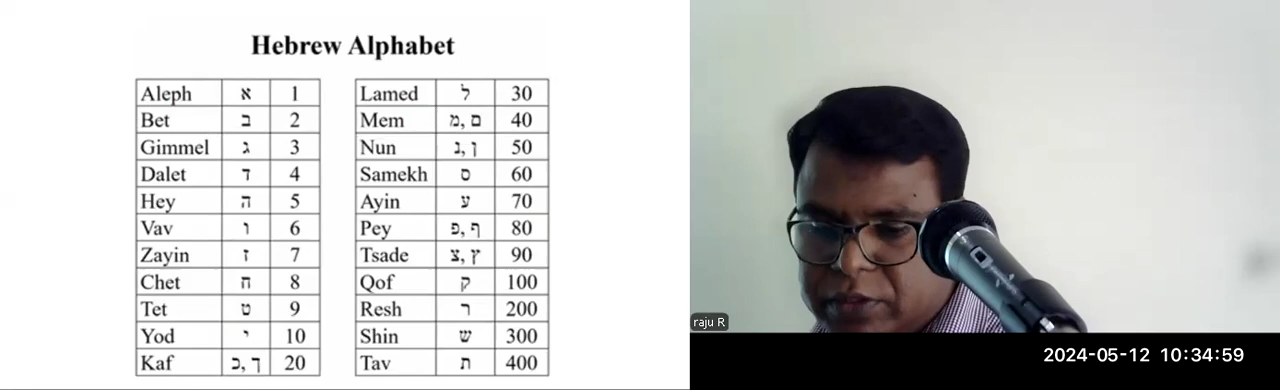 Hebrew Alphabet
Aleph א 1
Bet ב 2
Gimmel ג 3
Dalet ד 4
Hey ה 5
Vav ו 6
Zayin ז 7
Chet ח 8
Tet ט 9
Yod י 10
Kaf כ, ך 20
Lamed ל 30
Mem מ, ם 40
Nun נ, ן 50
Samekh ס 60
Ayin ע 70
Pey פ, ף 80
Tsade צ, ץ 90
Qof ק 100
Resh ר 200
Shin ש 300
Tav ת 400
raju R
2024-05-12 10:34:59